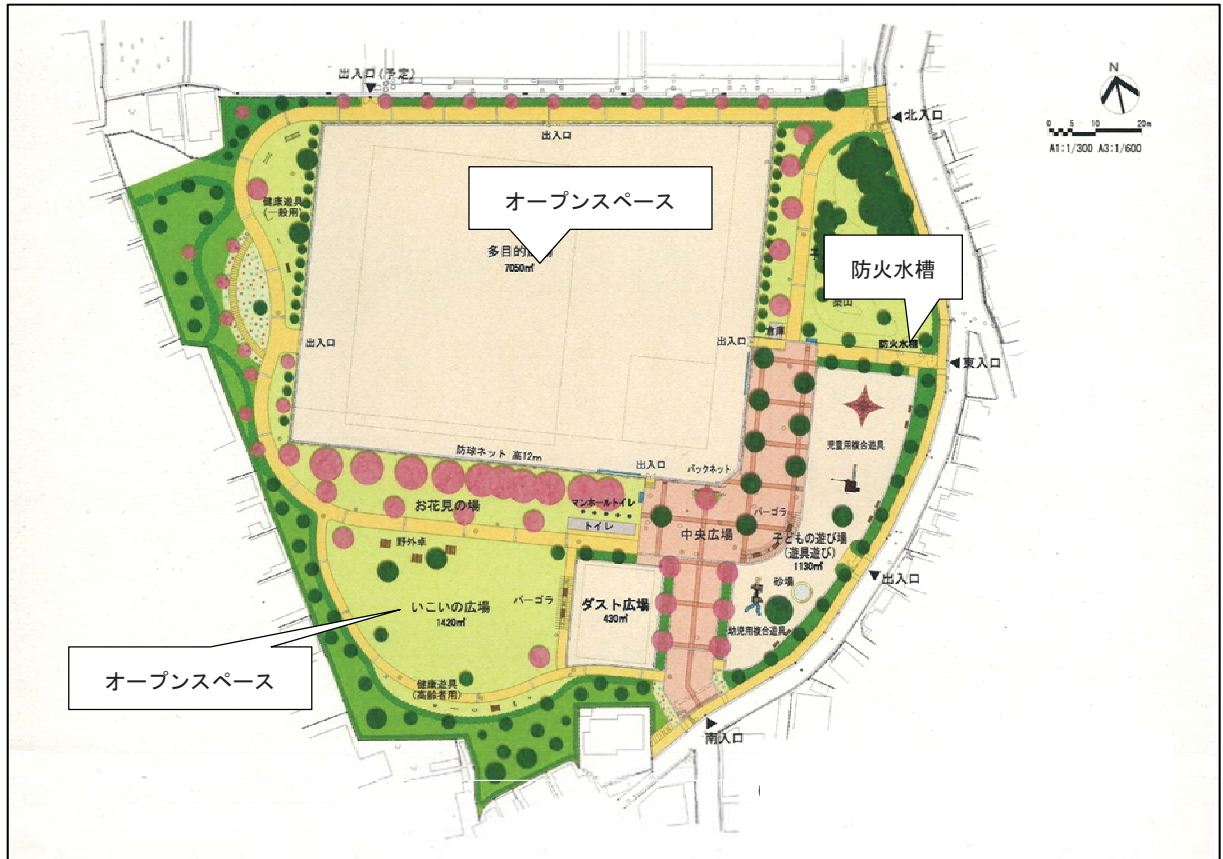 出入口(予定)
N
0 5 10 20m
A1:1/300 A3:1/600
北入口
出入口
オープンスペース
健康遊具
(一般用)
多目的広場
7050㎡
防火水槽
築山
倉庫
出入口
出入口
防火水槽
東入口
児童用複合遊具
防球ネット 高12m
出入口
バックネット
お花見の場
マンホールトイレ
トイレ
パーゴラ
中央広場
子どもの遊び場
(遊具遊び)
1130㎡
野外卓
砂場
出入口
いこいの広場
1420㎡
パーゴラ
ダスト広場
430㎡
幼児用複合遊具
オープンスペース
健康遊具
(高齢者用)
南入口